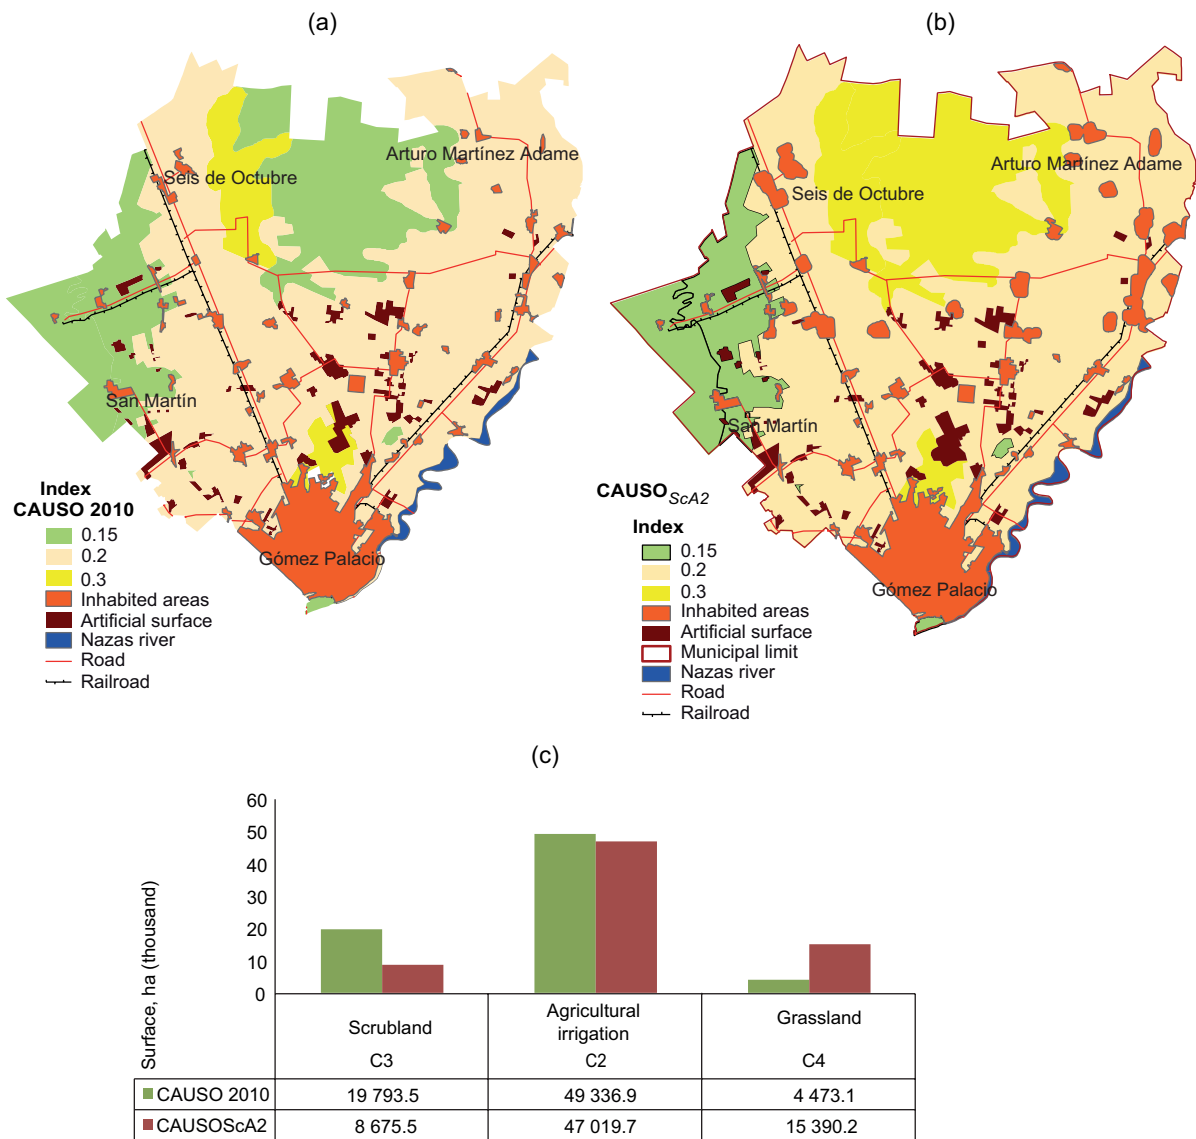 (a)
Arturo Martínez Adame
Seis de Octubre
San Martín
Gómez Palacio
Index
CAUSO 2010
0.15
0.2
0.3
Inhabited areas
Artificial surface
Nazas river
Road
Railroad
(b)
Arturo Martínez Adame
Seis de Octubre
San Martín
Gómez Palacio
CAUSO ScA2
Index
0.15
0.2
0.3
Inhabited areas
Artificial surface
Municipal limit
Nazas river
Road
Railroad
(c)
Surface, ha (thousand)
60
50
40
30
20
10
0
Scrubland
Agricultural
irrigation
Grassland
C3 C2 C4
CAUSO 2010 19 793.5 49 336.9 4 473.1
CAUSOScA2 8 675.5 47 019.7 15 390.2